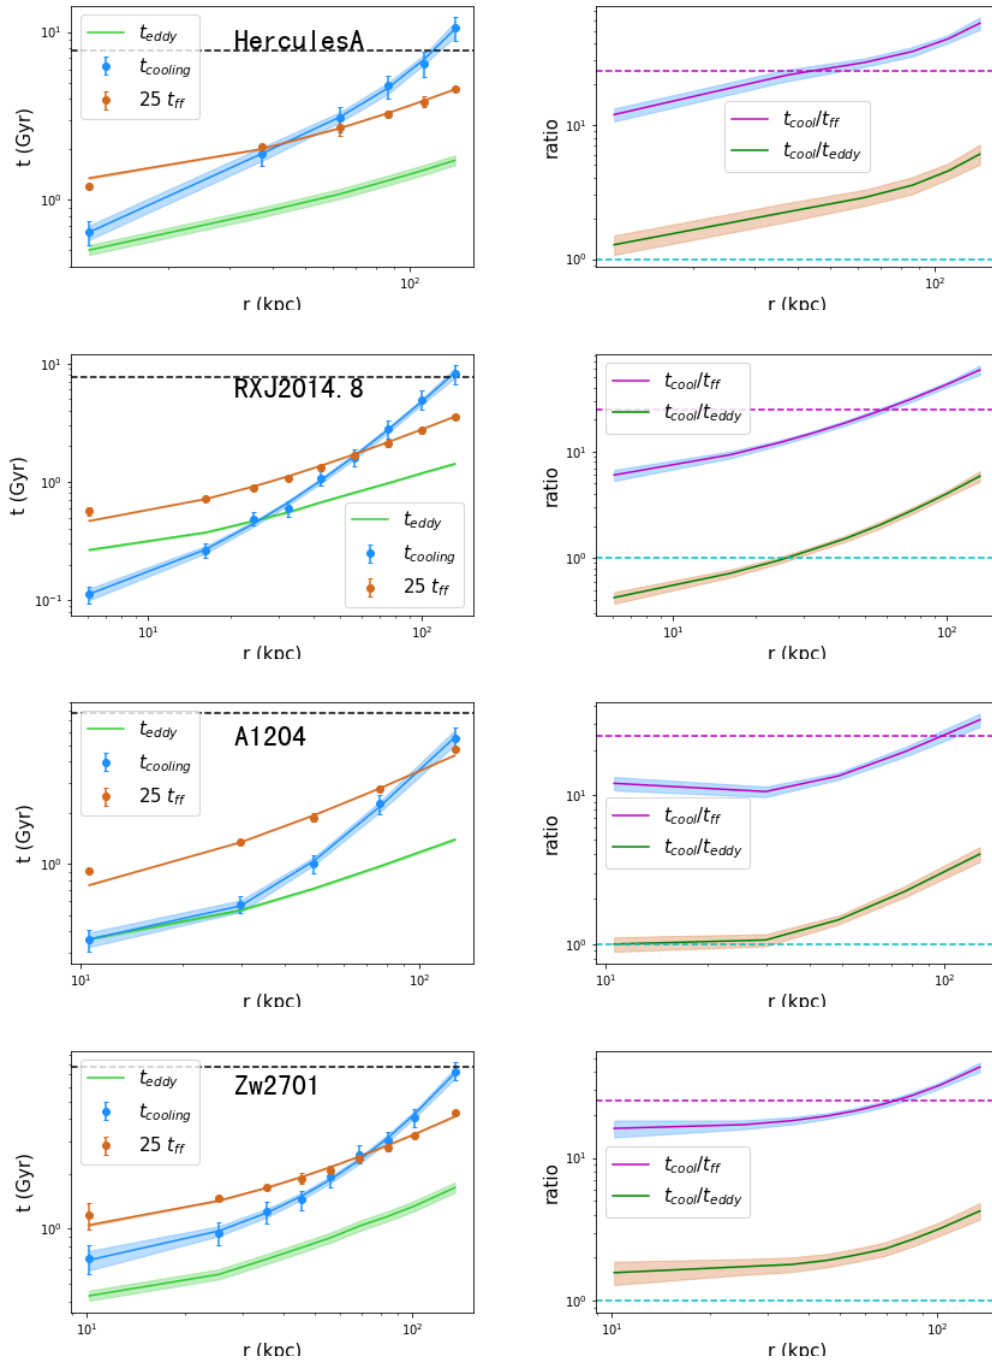 HerculesA
t_eddy
t_cooling
25 t_ff
t (Gyr)
10^1
10^0
10^2
r (kpc)
t_cool/t_ff
t_cool/t_eddy
ratio
10^1
10^0
10^2
r (kpc)
RXJ2014.8
t_eddy
t_cooling
25 t_ff
t (Gyr)
10^1
10^0
10^-1
10^1
10^2
r (kpc)
t_cool/t_ff
t_cool/t_eddy
ratio
10^1
10^0
10^1
10^2
r (kpc)
A1204
t_eddy
t_cooling
25 t_ff
t (Gyr)
10^0
10^1
10^2
r (kpc)
t_cool/t_ff
t_cool/t_eddy
ratio
10^1
10^0
10^1
10^2
r (kpc)
Zw2701
t_eddy
t_cooling
25 t_ff
t (Gyr)
10^0
10^1
10^2
r (kpc)
t_cool/t_ff
t_cool/t_eddy
ratio
10^1
10^0
10^1
10^2
r (kpc)